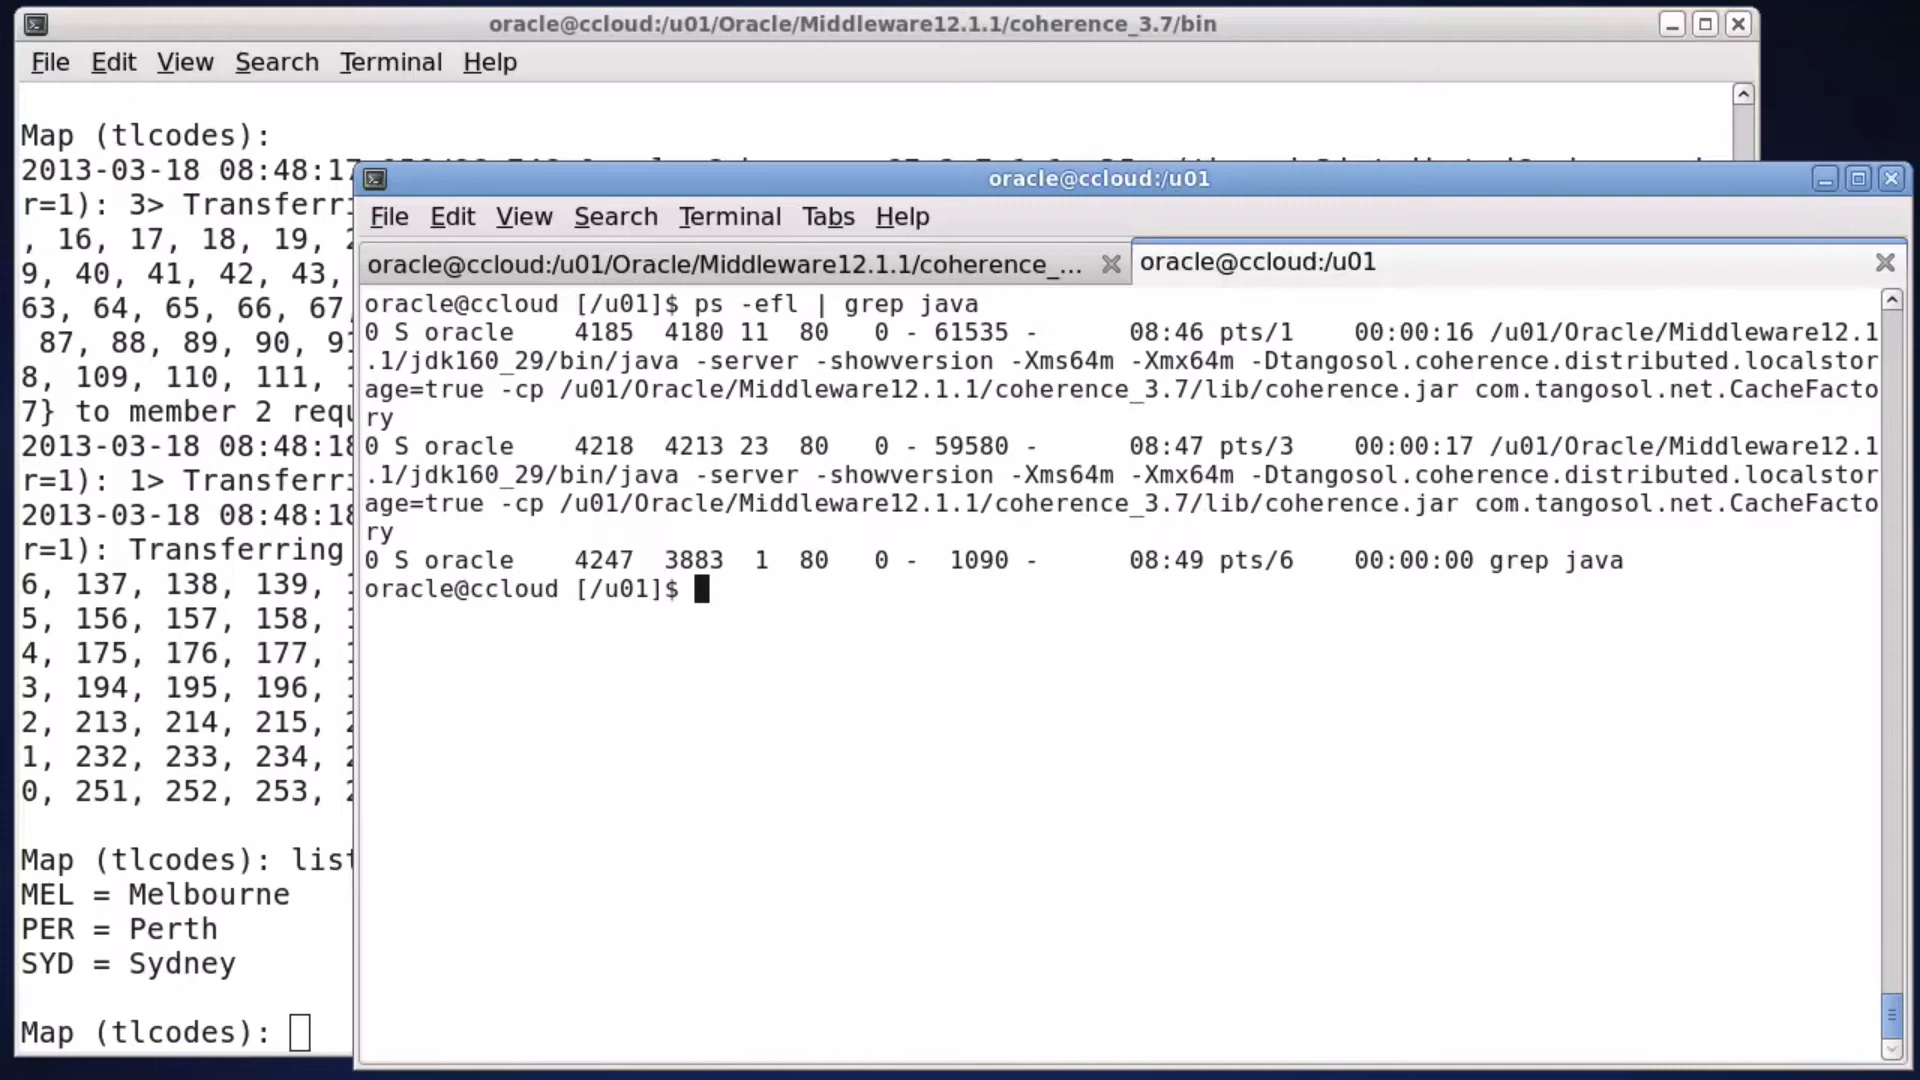 oracle@ccloud:/u01/Oracle/Middleware12.1.1/coherence_3.7/bin
File Edit View Search Terminal Help
Map (tlcodes):
2013-03-18 08:48:17
r=1): 3> Transferri
, 16, 17, 18, 19,
9, 40, 41, 42, 43,
63, 64, 65, 66, 67,
87, 88, 89, 90, 91
8, 109, 110, 111,
7} to member 2 requ
2013-03-18 08:48:18
r=1): 1> Transferri
2013-03-18 08:48:18
r=1): Transferring
6, 137, 138, 139,
5, 156, 157, 158,
4, 175, 176, 177,
3, 194, 195, 196,
2, 213, 214, 215,
1, 232, 233, 234,
0, 251, 252, 253,
Map (tlcodes): list
MEL = Melbourne
PER = Perth
SYD = Sydney
Map (tlcodes):
oracle@ccloud:/u01
File Edit View Search Terminal Tabs Help
oracle@ccloud:/u01/Oracle/Middleware12.1.1/coherence_... oracle@ccloud:/u01
oracle@ccloud [/u01]$ ps -efl | grep java
0 S oracle    4185  4180 11  80   0 - 61535 -      08:46 pts/1    00:00:16 /u01/Oracle/Middleware12.1
.1/jdk160_29/bin/java -server -showversion -Xms64m -Xmx64m -Dtangosol.coherence.distributed.localstor
age=true -cp /u01/Oracle/Middleware12.1.1/coherence_3.7/lib/coherence.jar com.tangosol.net.CacheFacto
ry
0 S oracle    4218  4213 23  80   0 - 59580 -      08:47 pts/3    00:00:17 /u01/Oracle/Middleware12.1
.1/jdk160_29/bin/java -server -showversion -Xms64m -Xmx64m -Dtangosol.coherence.distributed.localstor
age=true -cp /u01/Oracle/Middleware12.1.1/coherence_3.7/lib/coherence.jar com.tangosol.net.CacheFacto
ry
0 S oracle    4247  3883  1  80   0 -  1090 -      08:49 pts/6    00:00:00 grep java
oracle@ccloud [/u01]$